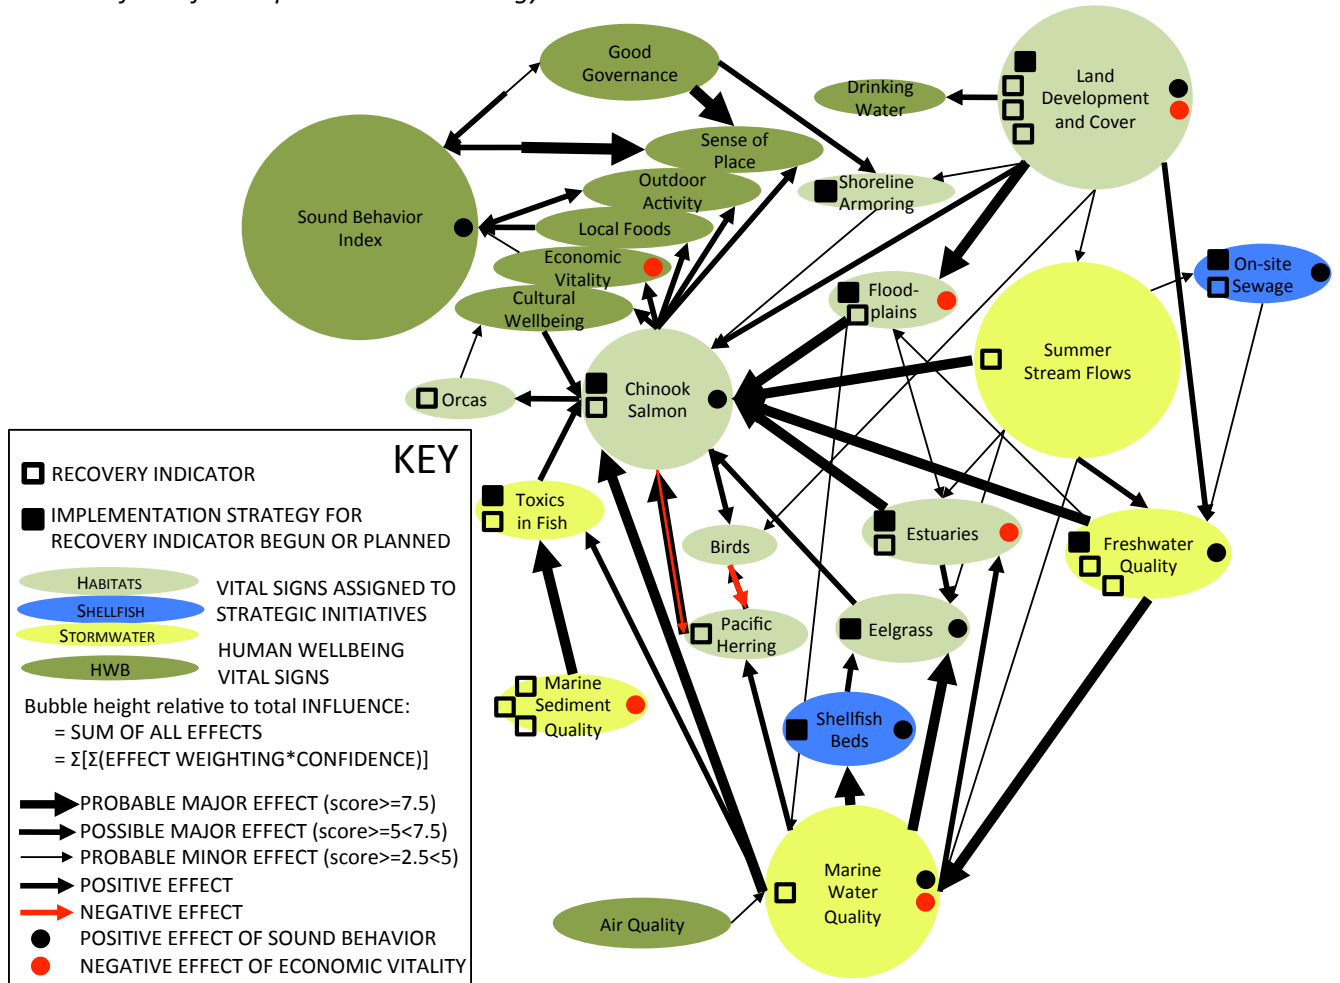 Good
Governance
Land
Development
and Cover
Drinking
Water
Sense of
Place
Sound Behavior
Index
Outdoor
Activity
Shoreline
Armoring
Local Foods
Economic
Vitality
Cultural
Wellbeing
Flood-
plains
On-site
Sewage
Summer
Stream Flows
Orcas
Chinook
Salmon
Toxics
in Fish
Birds
Estuaries
Freshwater
Quality
Pacific
Herring
Eelgrass
Marine
Sediment
Quality
Shellfish
Beds
Marine
Water
Quality
Air Quality
KEY
RECOVERY INDICATOR
IMPLEMENTATION STRATEGY FOR
RECOVERY INDICATOR BEGUN OR PLANNED
HABITATS
SHELLFISH
STORMWATER
HWB
VITAL SIGNS ASSIGNED TO
STRATEGIC INITIATIVES
HUMAN WELLBEING
VITAL SIGNS
Bubble height relative to total INFLUENCE:
= SUM OF ALL EFFECTS
= Σ[Σ(EFFECT WEIGHTING*CONFIDENCE)]
PROBABLE MAJOR EFFECT (score>=7.5)
POSSIBLE MAJOR EFFECT (score>=5<7.5)
PROBABLE MINOR EFFECT (score>=2.5<5)
POSITIVE EFFECT
NEGATIVE EFFECT
POSITIVE EFFECT OF SOUND BEHAVIOR
NEGATIVE EFFECT OF ECONOMIC VITALITY